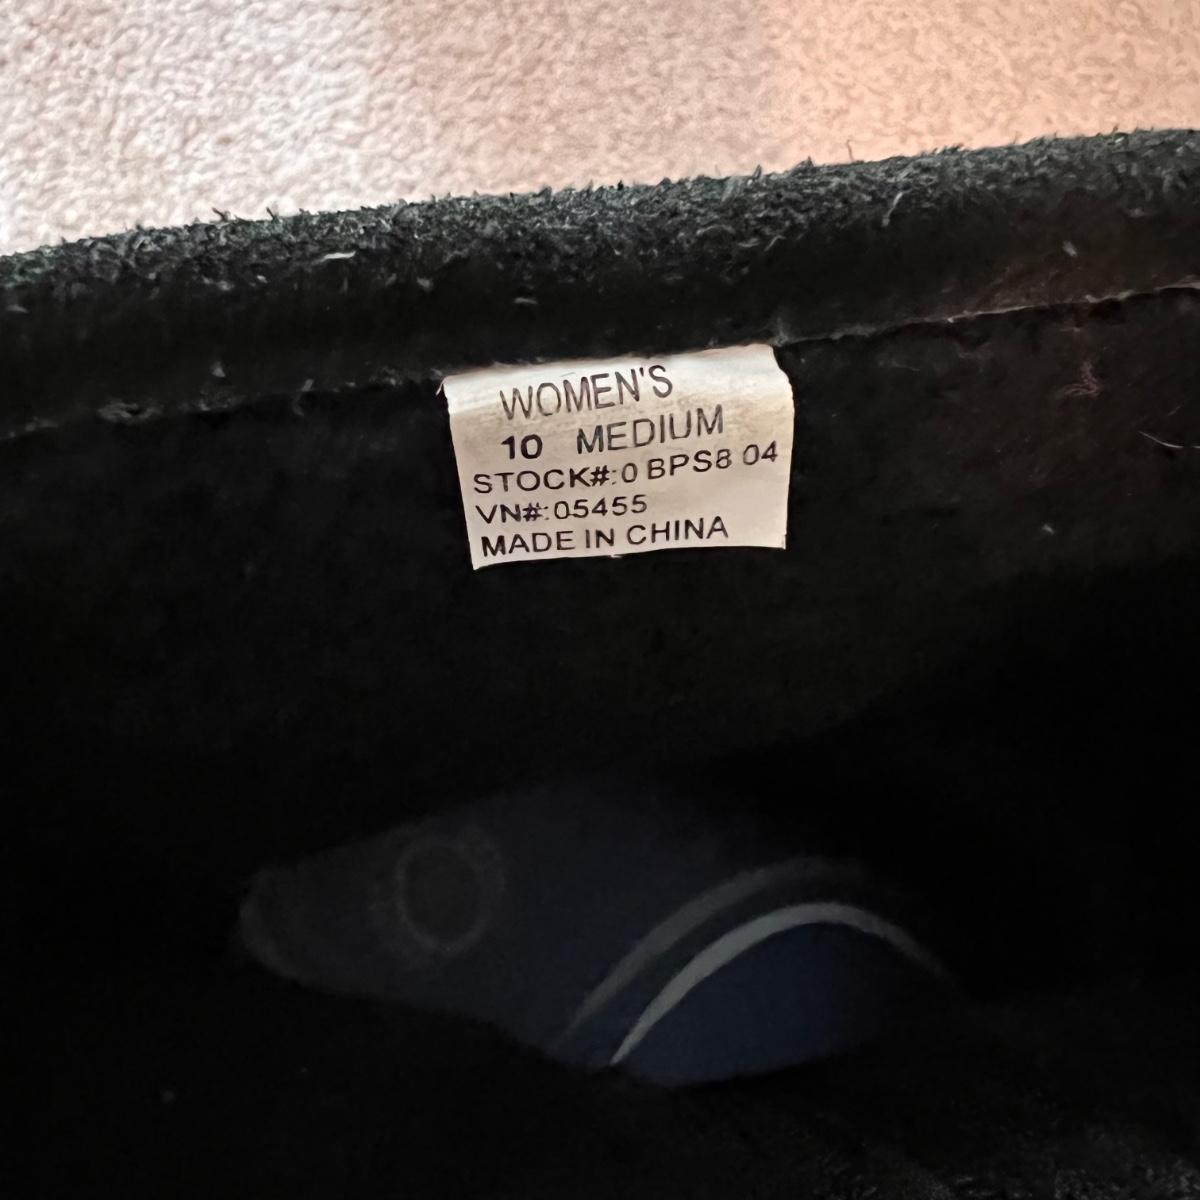 WOMEN'S
10 MEDIUM
STOCK#:0 BPS8 04
VN#:05455
MADE IN CHINA